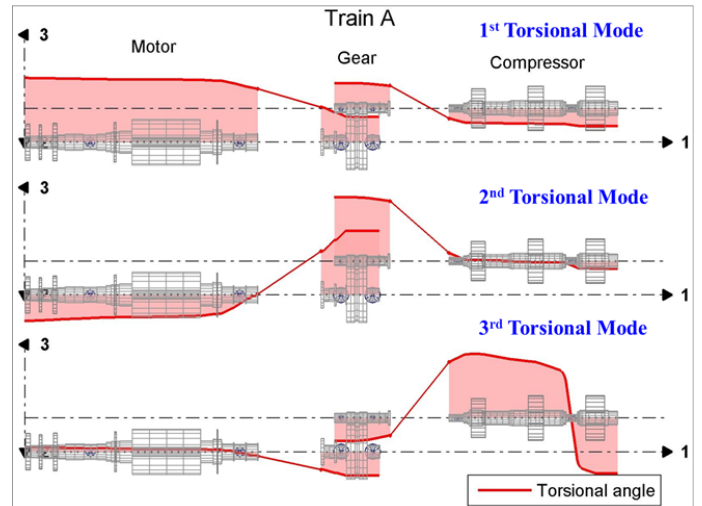 Train A
3
Motor
Gear
1st Torsional Mode
Compressor
1
3
2nd Torsional Mode
1
3rd Torsional Mode
3
1
Torsional angle